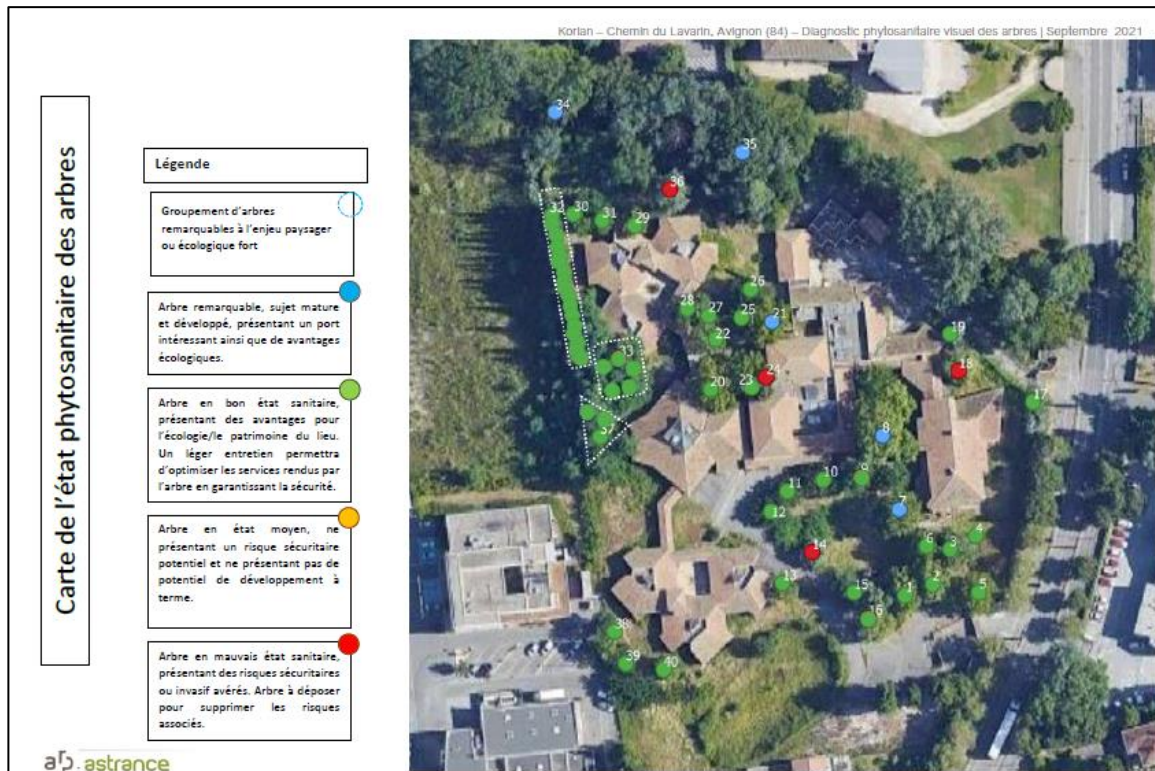 Korian – Chemin du Lavarin, Avignon (84) – Diagnostic phytosanitaire visuel des arbres | Septembre 2021
Carte de l'état phytosanitaire des arbres
Légende
Groupement d'arbres
remarquables à l'enjeu paysager
ou écologique fort
Arbre remarquable, sujet mature
et développé, présentant un port
intéressant ainsi que de avantages
écologiques.
Arbre en bon état sanitaire,
présentant des avantages pour
l'écologie/le patrimoine du lieu.
Un léger entretien permettra
d'optimiser les services rendus par
l'arbre en garantissant la sécurité.
Arbre en état moyen, ne
présentant un risque sécuritaire
potentiel et ne présentant pas de
potentiel de développement à
terme.
Arbre en mauvais état sanitaire,
présentant des risques sécuritaires
ou invasif avérés. Arbre à déposer
pour supprimer les risques
associés.
astrance
34
35
36
32 30 31 29
26
28 27 25 21
22
19
33
18
24
20 23
17
37
8
10 9
11
12 7
4
6 3
14
13 15 1 2 5
16
38
39 40